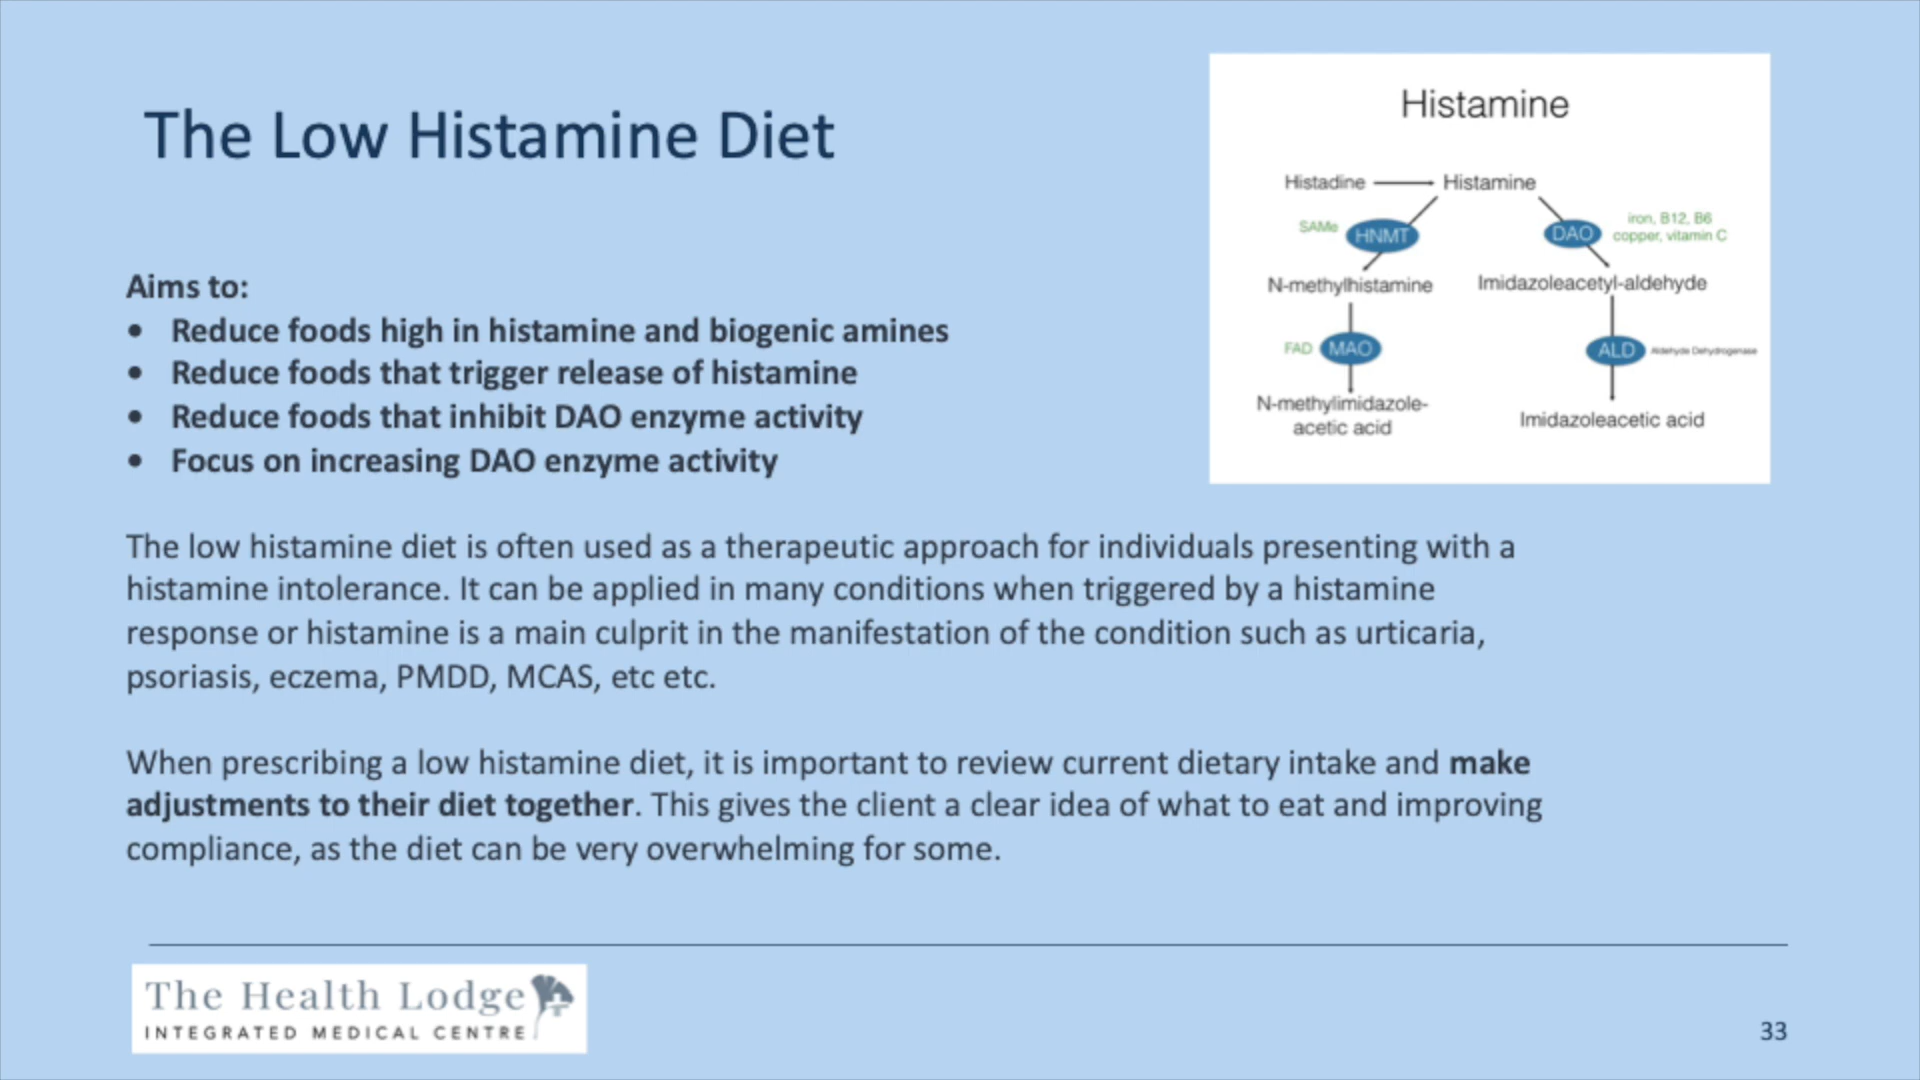 The Low Histamine Diet
Aims to:
• Reduce foods high in histamine and biogenic amines
• Reduce foods that trigger release of histamine
• Reduce foods that inhibit DAO enzyme activity
• Focus on increasing DAO enzyme activity
Histamine
Histadine Histamine
SAMe HNMT DAO iron, B12, B6
copper, vitamin C
N-methylhistamine Imidazoleacetyl-aldehyde
FAD MAO ALD Aldehyde Dehydrogenase
N-methylimidazole-
acetic acid
Imidazoleacetic acid
The low histamine diet is often used as a therapeutic approach for individuals presenting with a
histamine intolerance. It can be applied in many conditions when triggered by a histamine
response or histamine is a main culprit in the manifestation of the condition such as urticaria,
psoriasis, eczema, PMDD, MCAS, etc etc.
When prescribing a low histamine diet, it is important to review current dietary intake and make
adjustments to their diet together. This gives the client a clear idea of what to eat and improving
compliance, as the diet can be very overwhelming for some.
The Health Lodge
INTEGRATED MEDICAL CENTRE
33